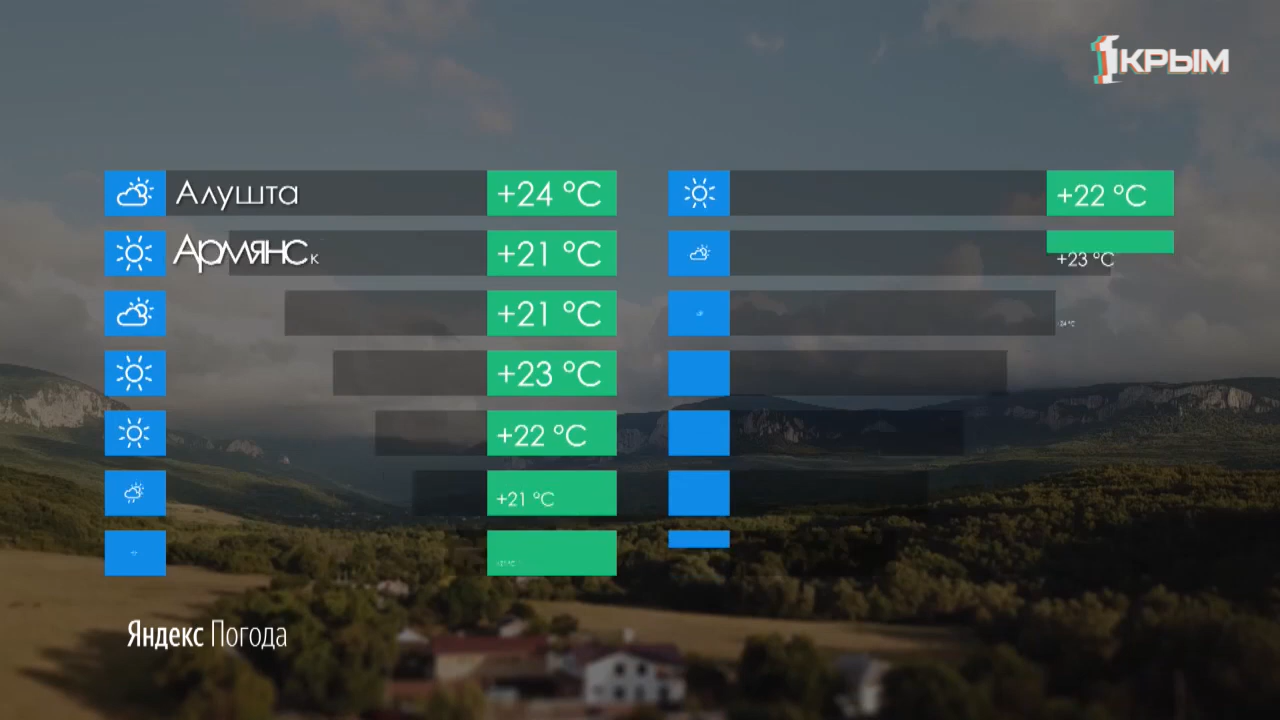 1КРЫМ
Алушта +24 °C
Армянск +21 °C
+21 °C
+23 °C
+22 °C
+21 °C
+22 °C
+23 °C
Яндекс Погода